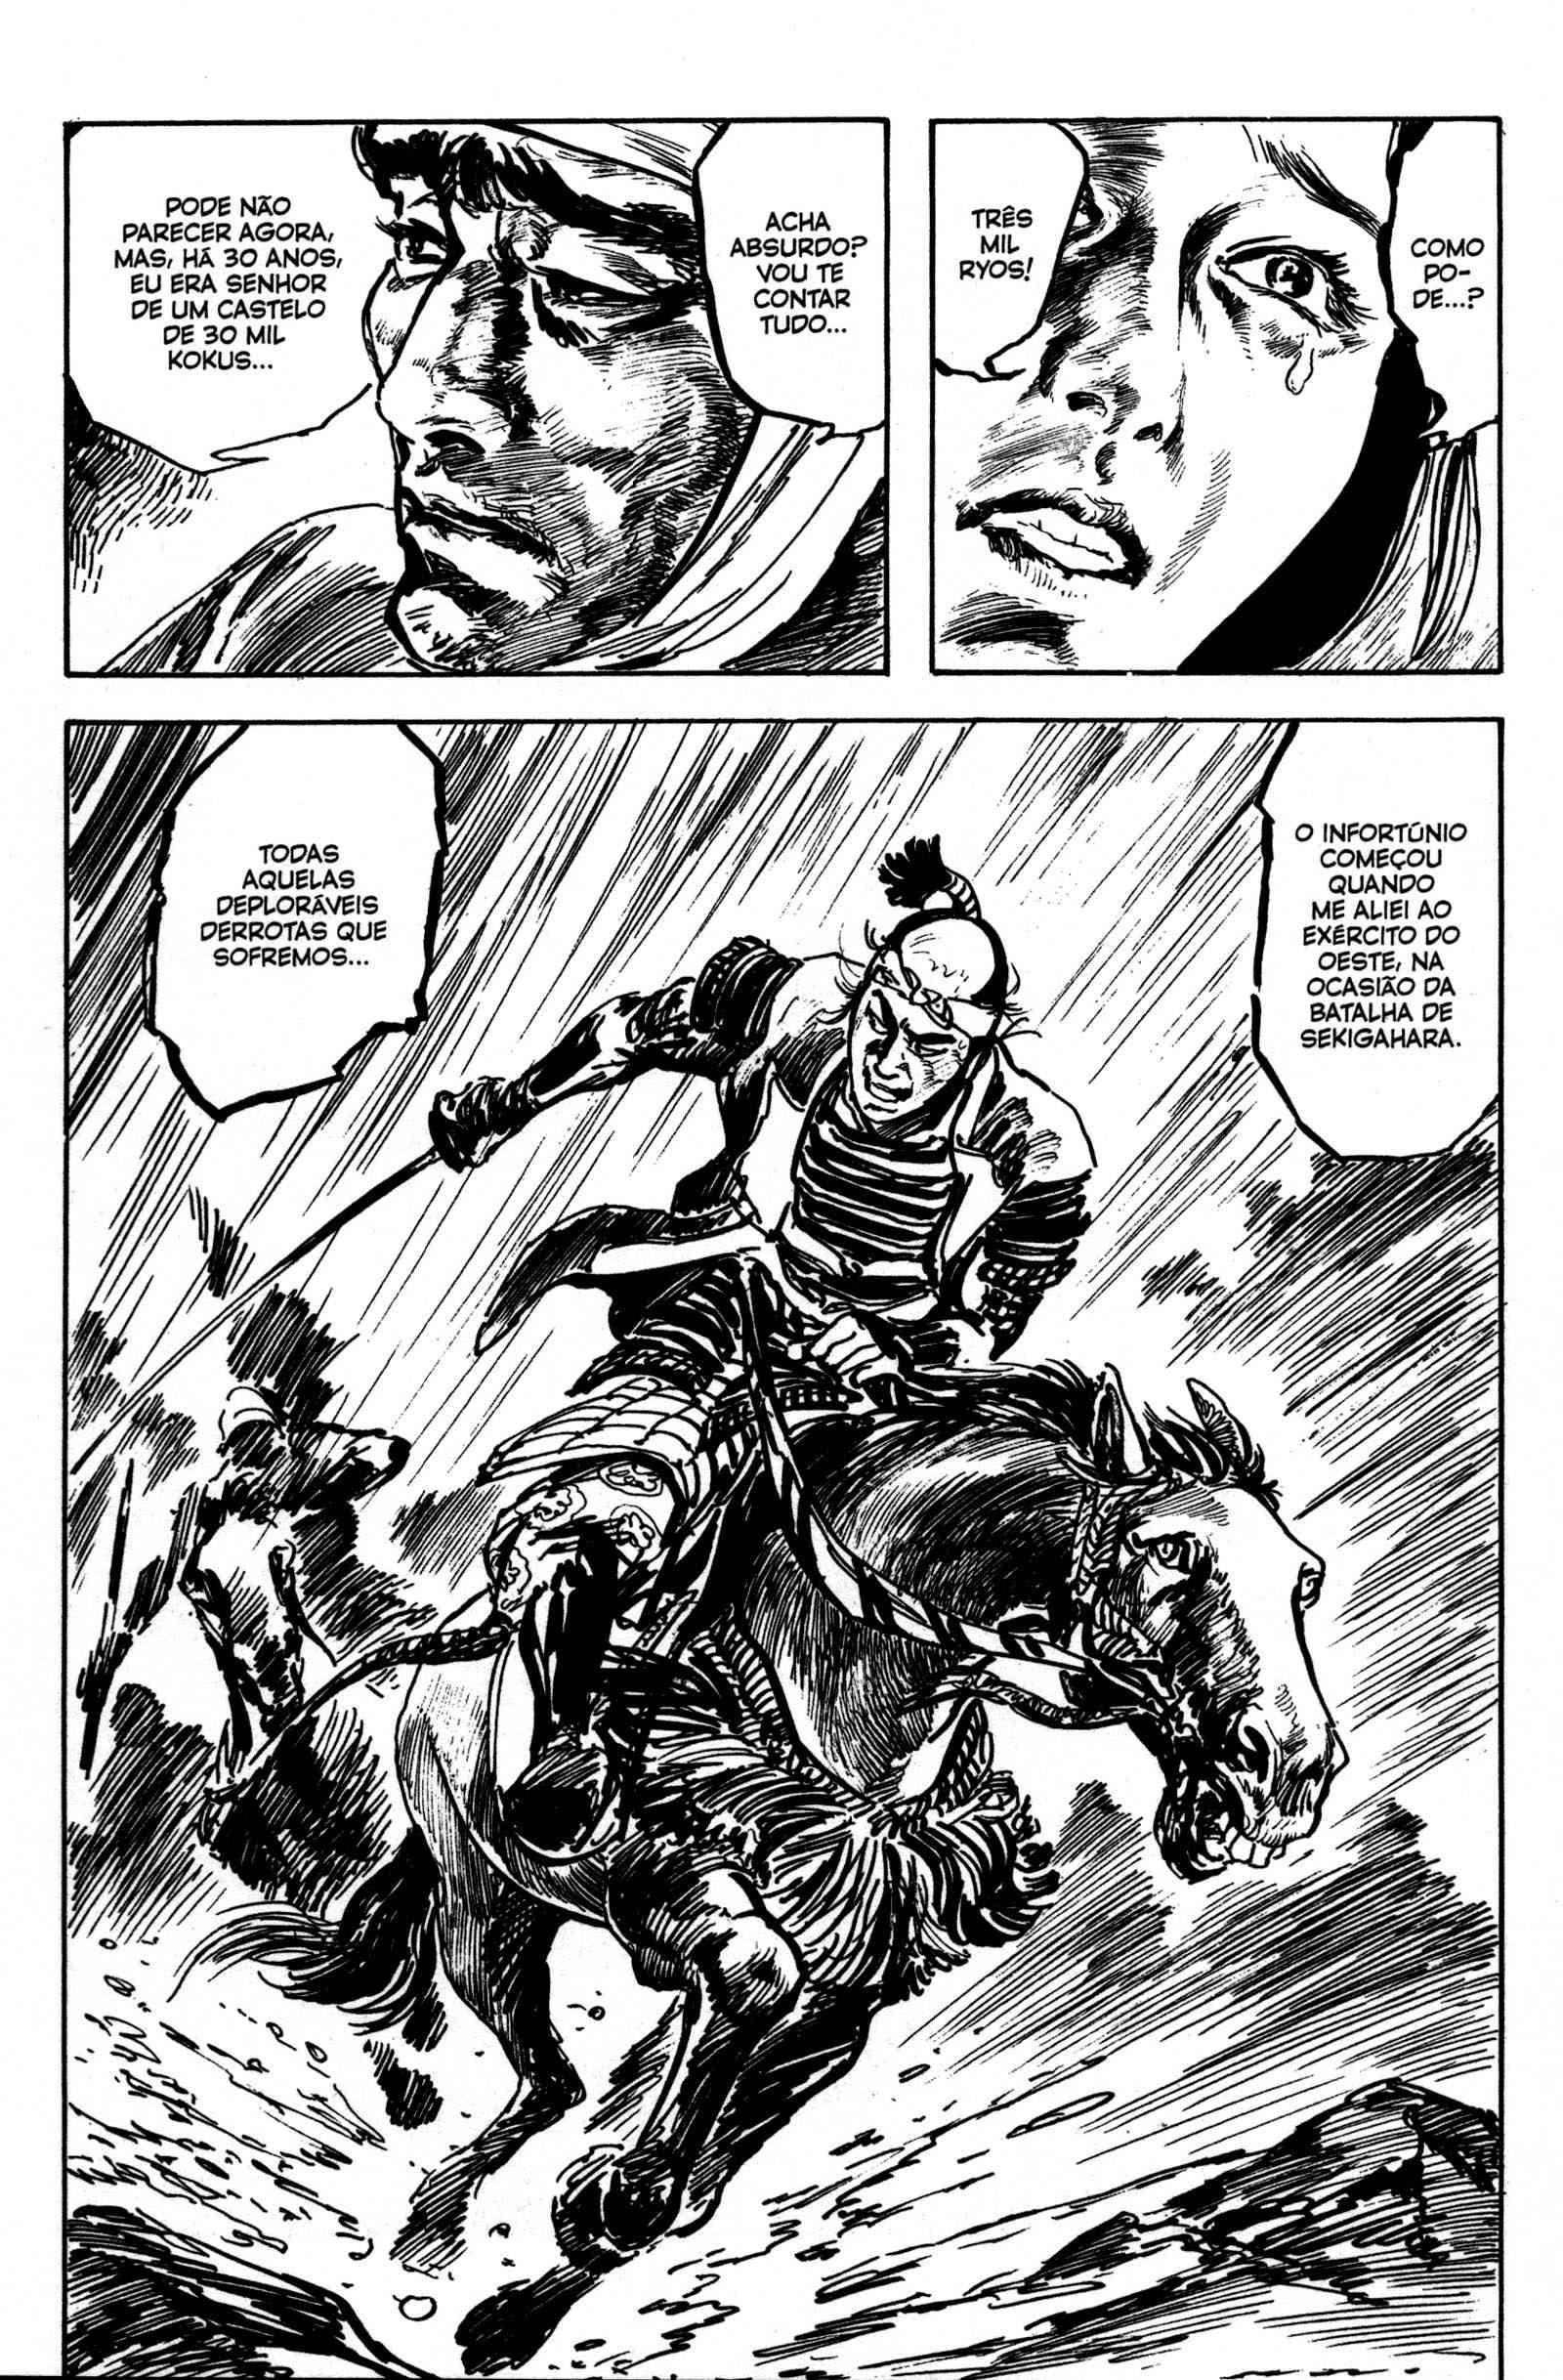 COMO
PO-
DE...?
TRÊS
MIL
RYOS!
ACHA
ABSURDO?
VOU TE
CONTAR
TUDO...
PODE NÃO
PARECER AGORA,
MAS, HÁ 30 ANOS,
EU ERA SENHOR
DE UM CASTELO
DE 30 MIL
KOKUS...
O INFORTÚNIO
COMEÇOU
QUANDO
ME ALIEI AO
EXÉRCITO DO
OESTE, NA
OCASIÃO DA
BATALHA DE
SEKIGAHARA.
TODAS
AQUELAS
DEPLORÁVEIS
DERROTAS QUE
SOFREMOS...